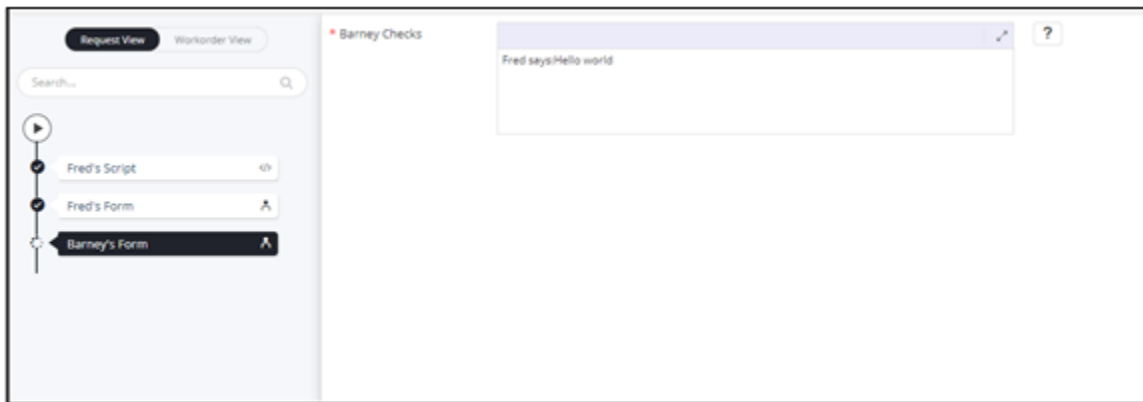 Request View
Workorder View
Search...
Fred's Script
</>
Fred's Form
Barney's Form
* Barney Checks
?
Fred says:Hello world